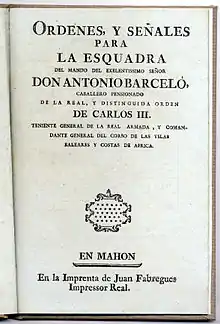 ORDENES, Y SEÑALES
PARA
LA ESQUADRA
DEL MANDO DEL EXELENTISSIMO SEÑOR
DON ANTONIO BARCELÓ,
CABALLERO PENSIONADO
DE LA REAL, Y DISTINGUIDA ORDEN
DE CARLOS III.
TENIENTE GENERAL DE LA REAL ARMADA, Y COMAN-
DANTE GENERAL DEL CORSO DE LAS YSLAS
BALEARES Y COSTAS DE AFRICA.
EN MAHON
En la Imprenta de Juan Fabregues
Impressor Real.